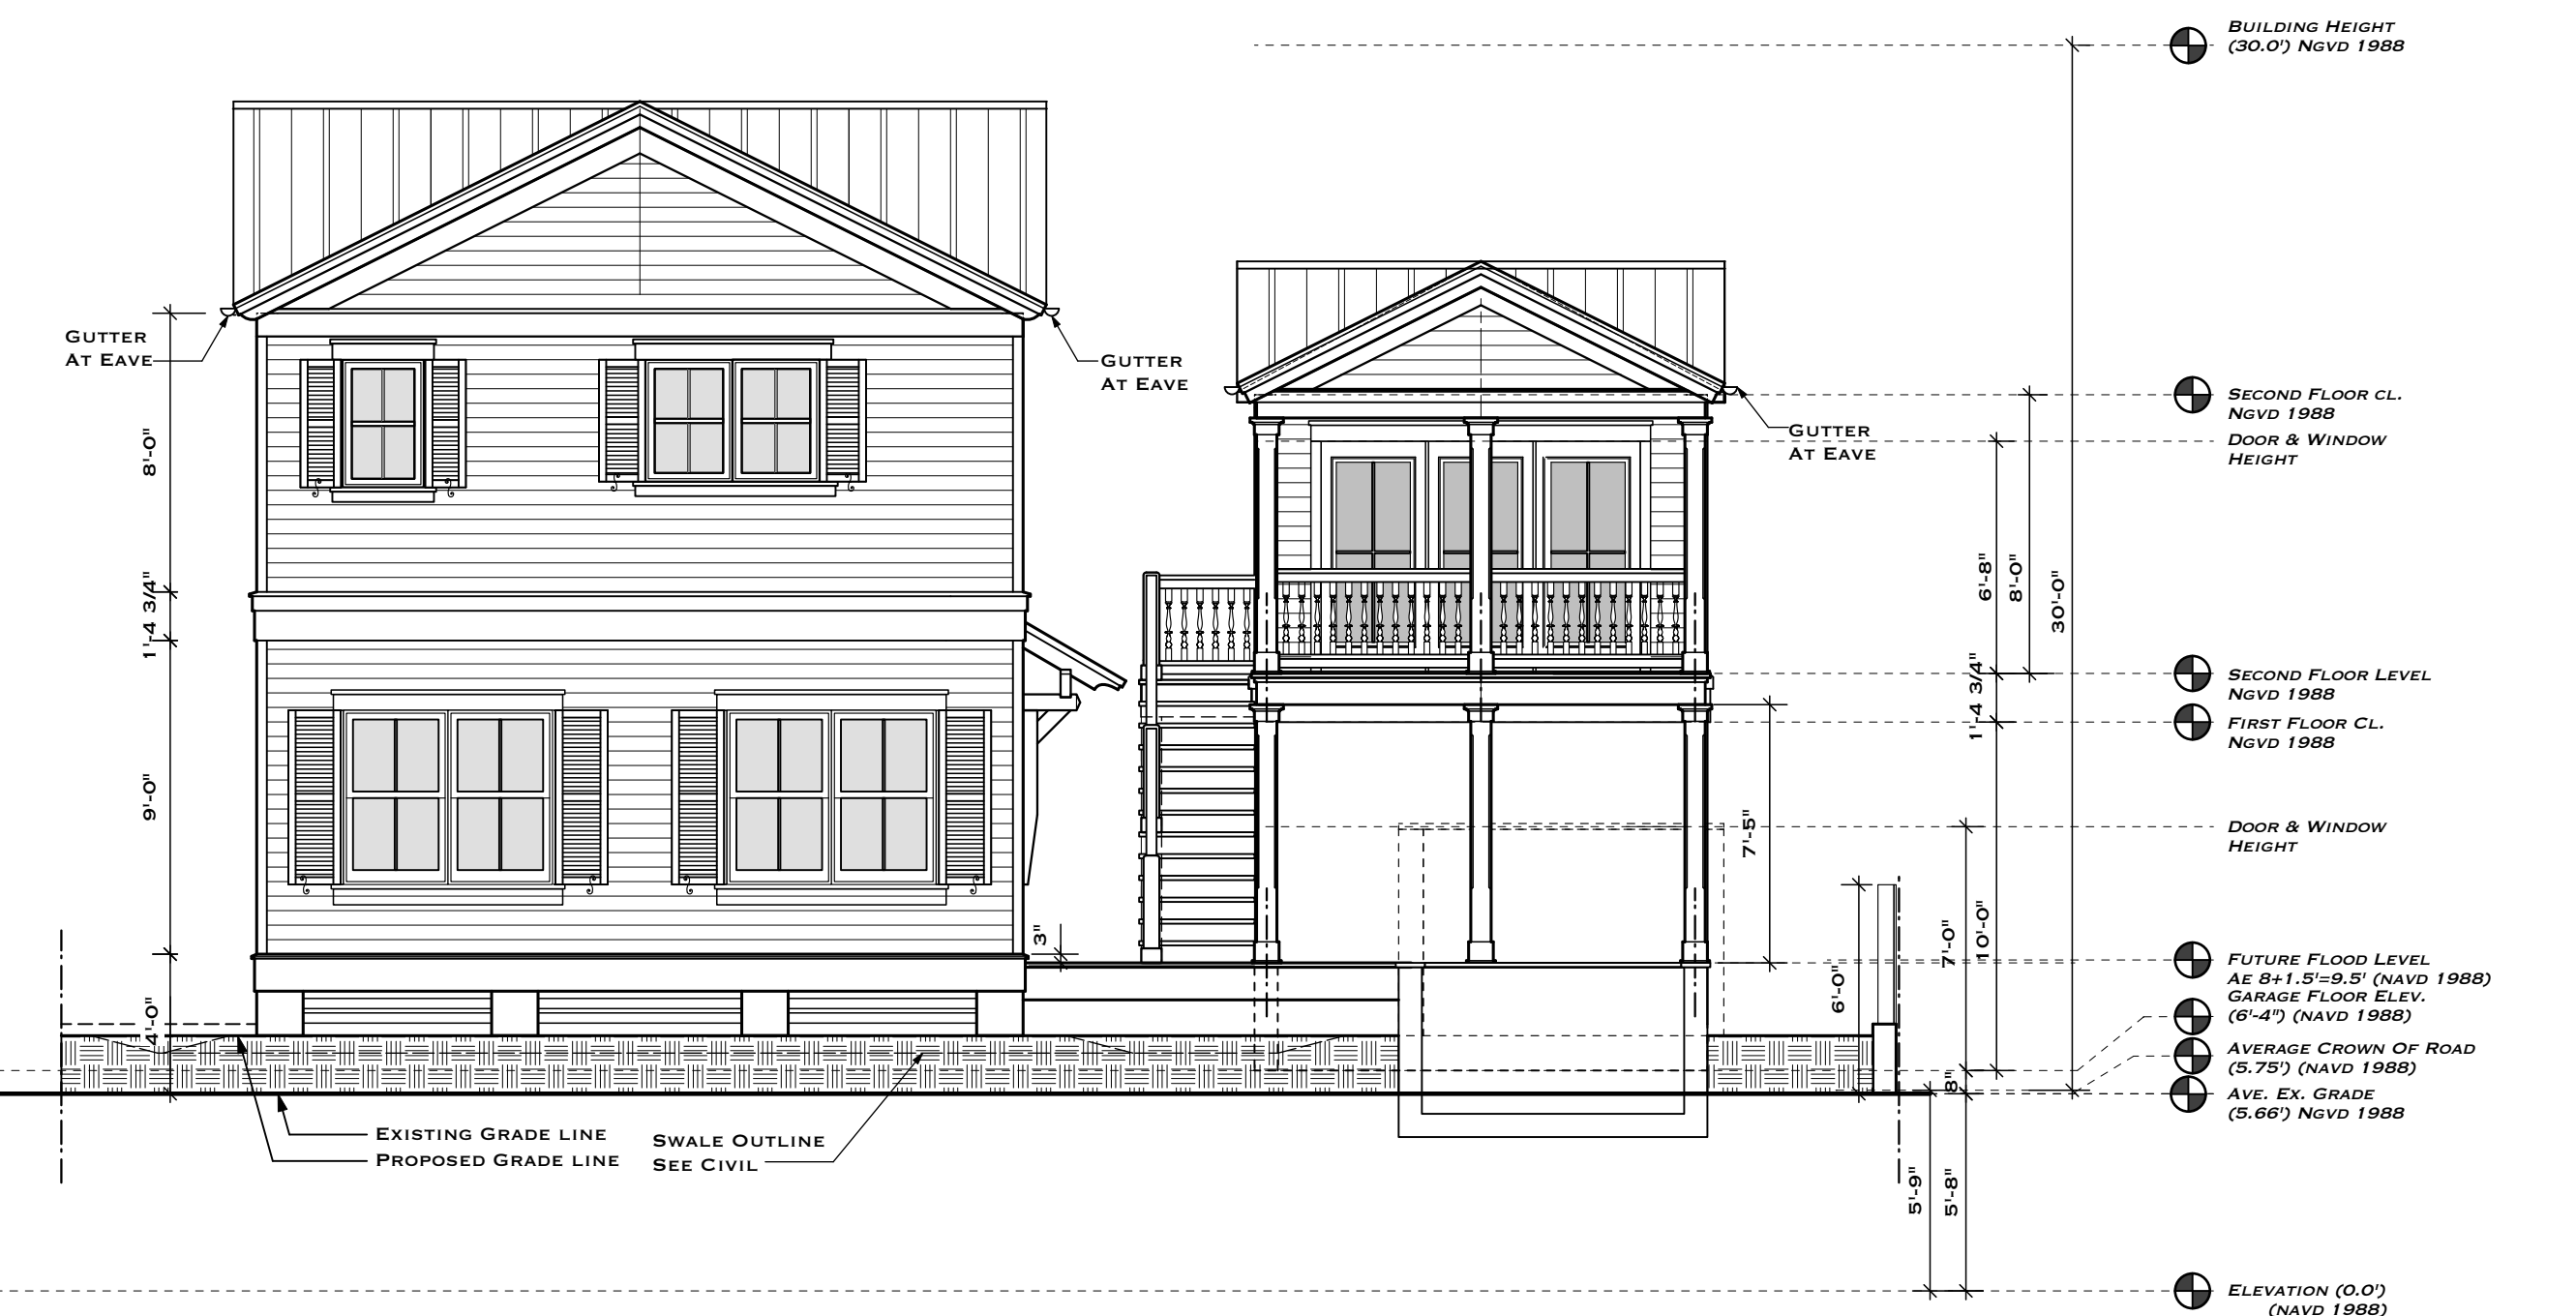 BUILDING HEIGHT
(30.0') NGVD 1988
GUTTER
AT EAVE
GUTTER
AT EAVE
GUTTER
AT EAVE
SECOND FLOOR CL.
NGVD 1988
DOOR & WINDOW
HEIGHT
8'-0"
1'-4 3/4"
9'-0"
4'-0"
3"
7'-5"
6'-8"
8'-0"
30'-0"
1'-4 3/4"
SECOND FLOOR LEVEL
NGVD 1988
FIRST FLOOR CL.
NGVD 1988
DOOR & WINDOW
HEIGHT
6'-0"
7'-0"
10'-0"
8"
FUTURE FLOOD LEVEL
AE 8+1.5'=9.5' (NAVD 1988)
GARAGE FLOOR ELEV.
(6'-4") (NAVD 1988)
AVERAGE CROWN OF ROAD
(5.75') (NAVD 1988)
AVE. EX. GRADE
(5.66') NGVD 1988
EXISTING GRADE LINE
PROPOSED GRADE LINE
SWALE OUTLINE
SEE CIVIL
5'-9"
5'-8"
ELEVATION (0.0')
(NAVD 1988)